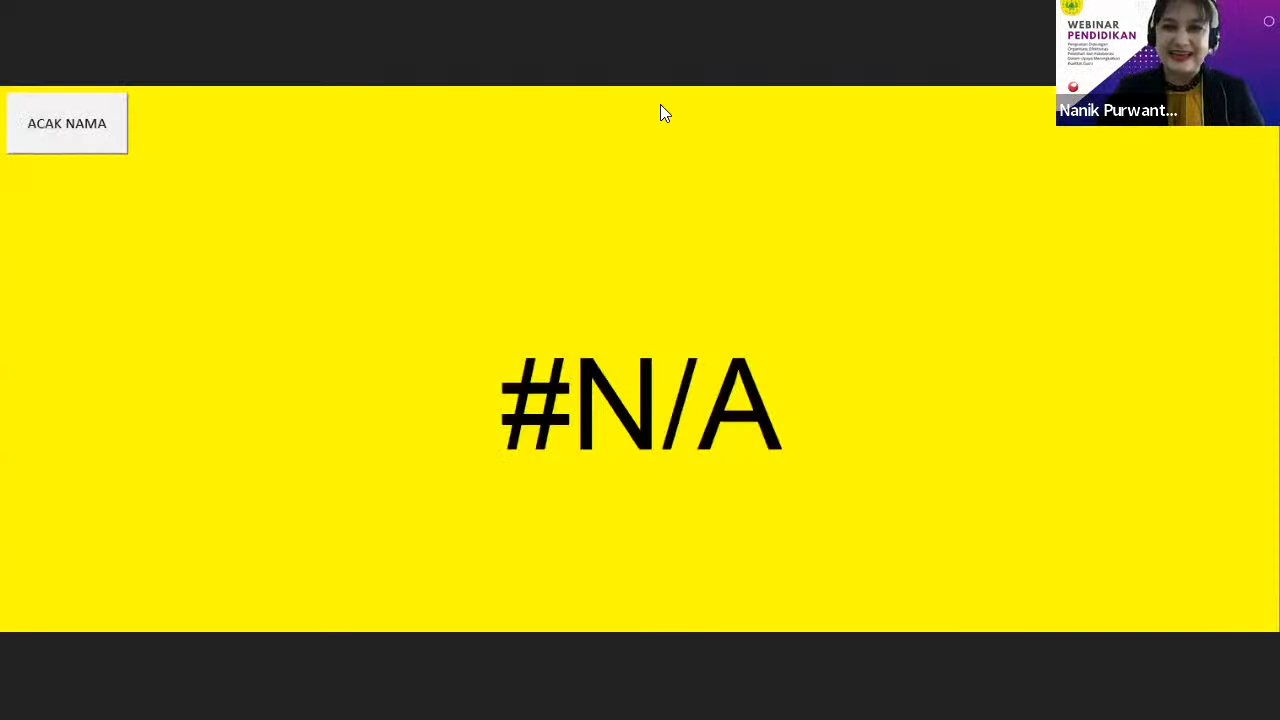 ACAK NAMA
WEBINAR
PENDIDIKAN
Nanik Purwant...
#N/A